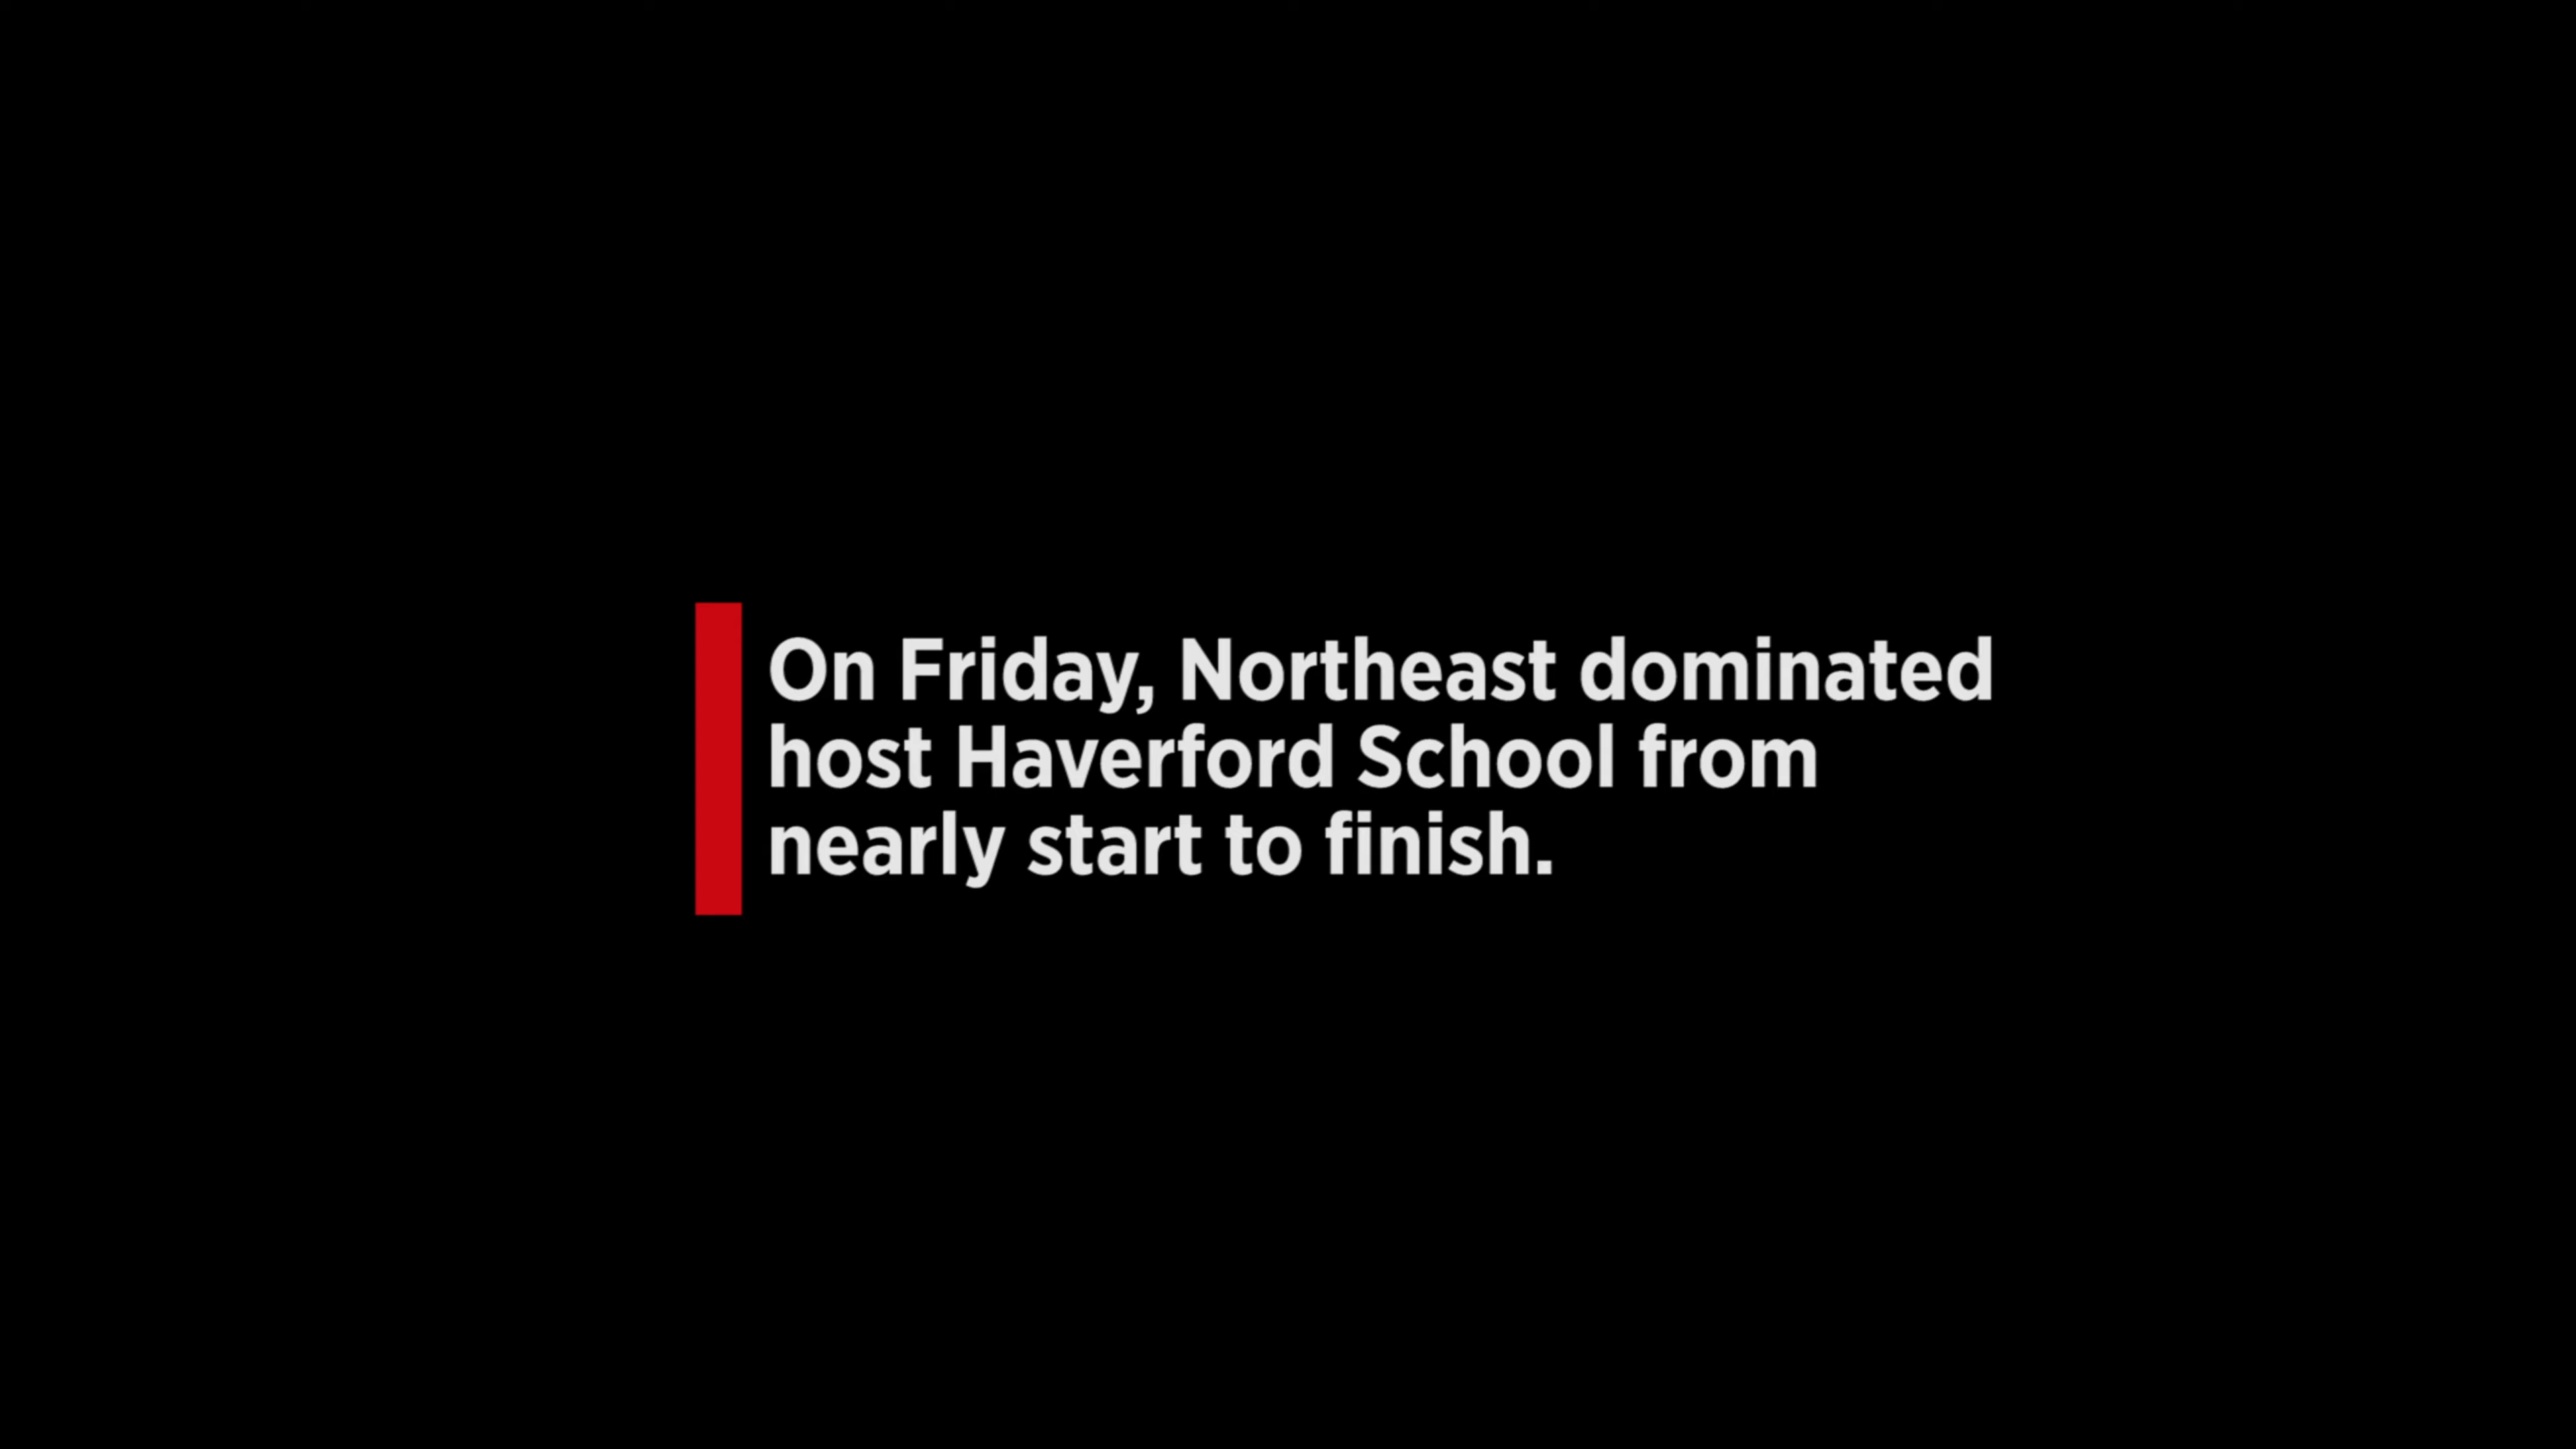 On Friday, Northeast dominated
host Haverford School from
nearly start to finish.